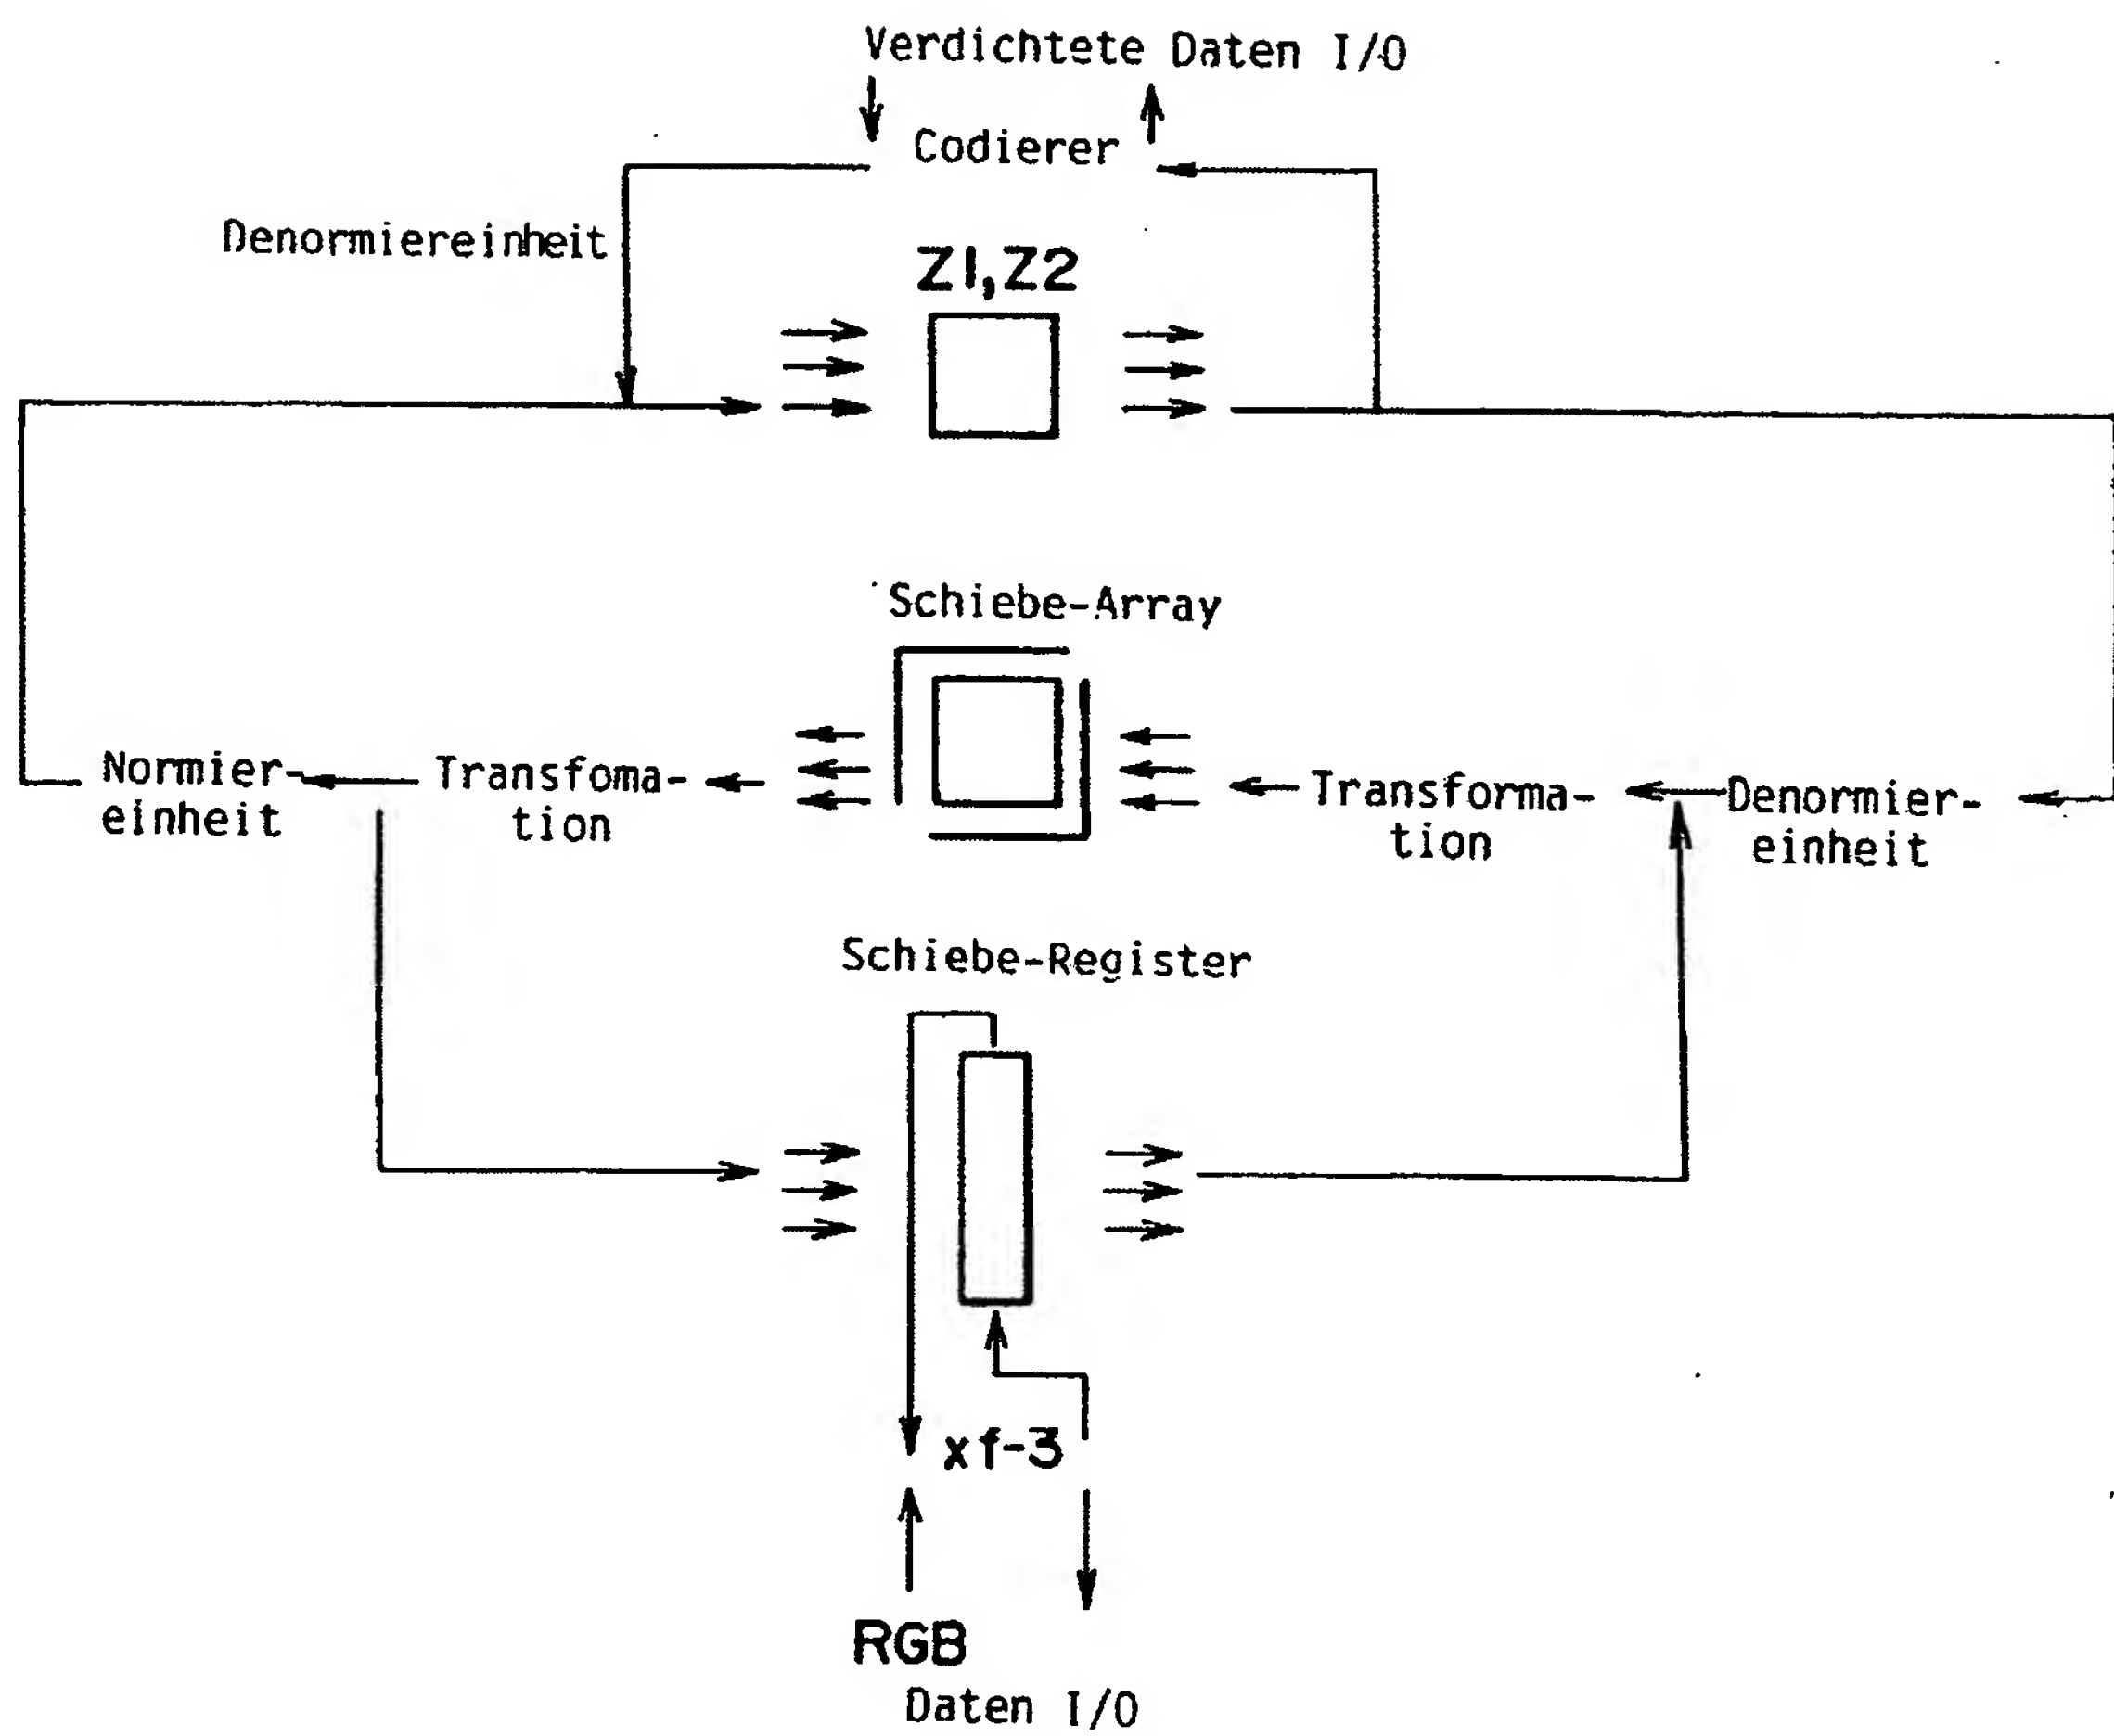 Verdichtete Daten I/O
Codierer
Denormiereinheit
Z1,Z2
Schiebe-Array
Normier-
einheit
Transfoma-
tion
Transforma-
tion
Denormier-
einheit
Schiebe-Register
xf-3
RGB
Daten I/O